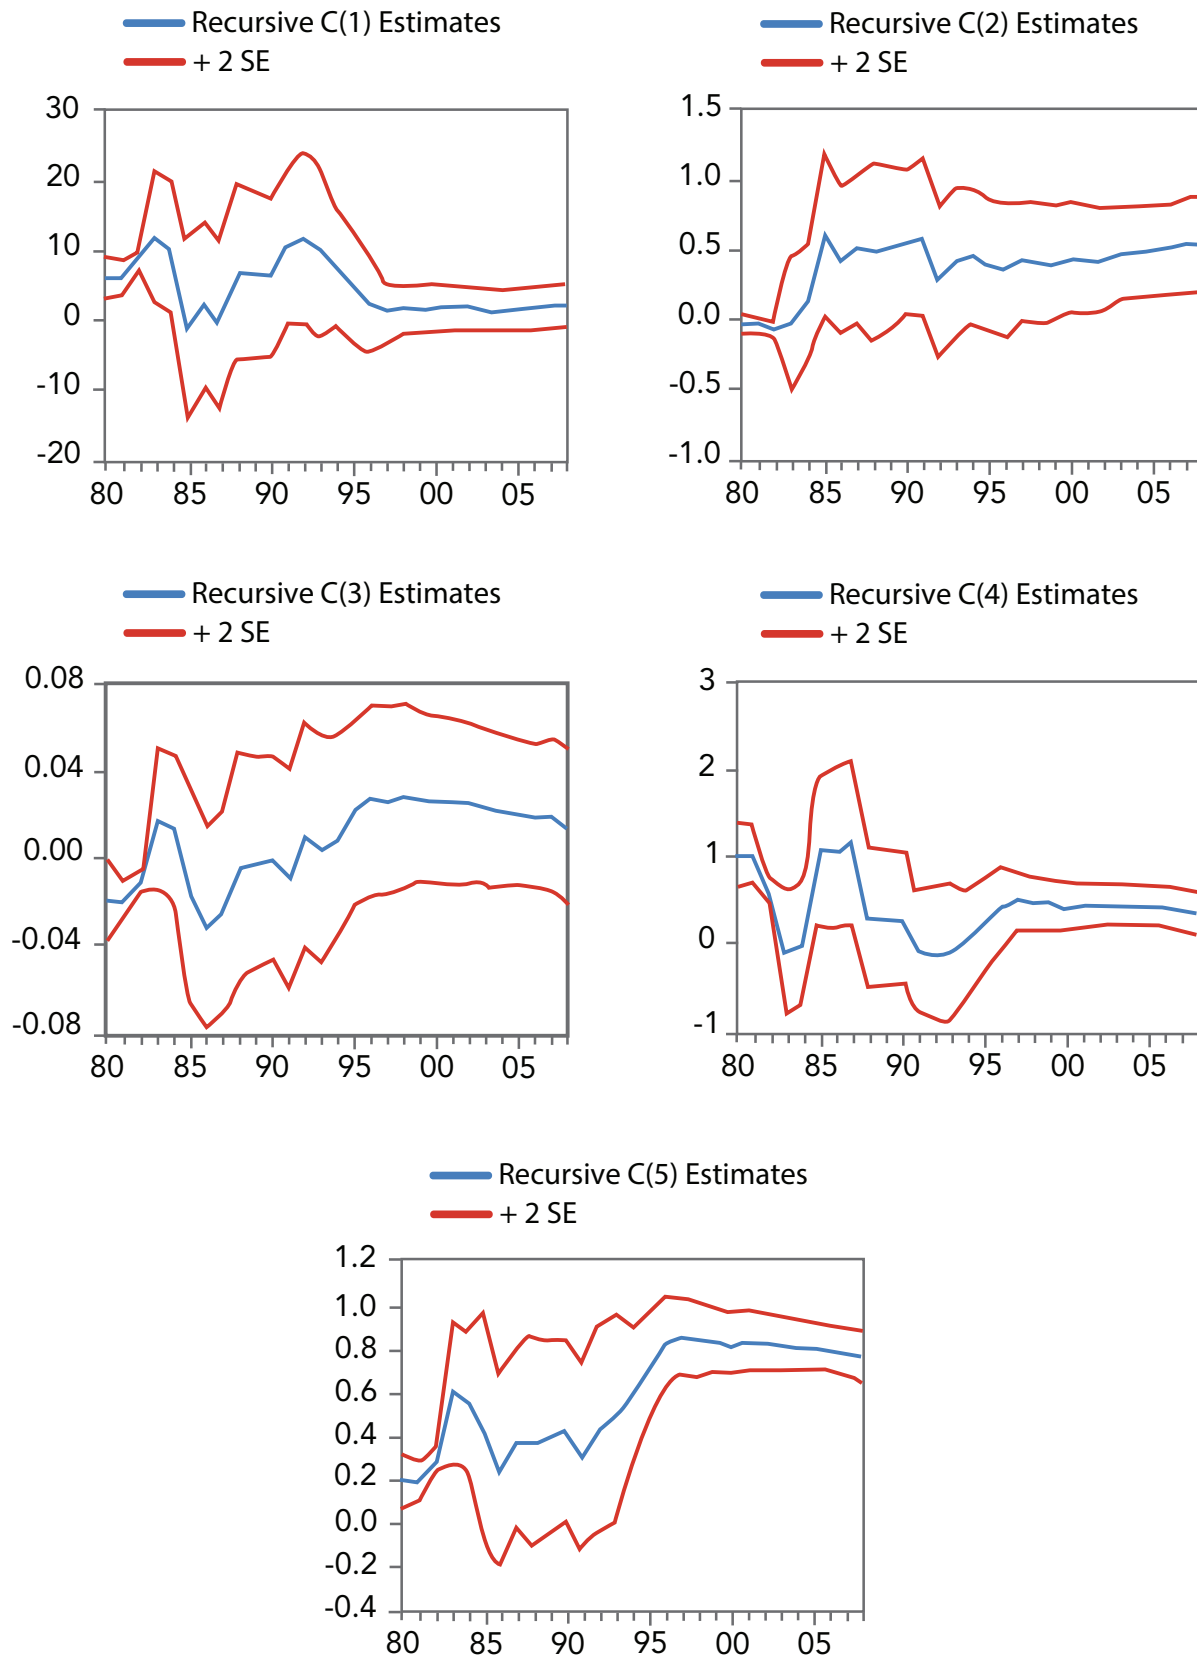 Recursive C(1) Estimates
+ 2 SE
30
20
10
0
-10
-20
80 85 90 95 00 05
Recursive C(2) Estimates
+ 2 SE
1.5
1.0
0.5
0.0
-0.5
-1.0
80 85 90 95 00 05
Recursive C(3) Estimates
+ 2 SE
0.08
0.04
0.00
-0.04
-0.08
80 85 90 95 00 05
Recursive C(4) Estimates
+ 2 SE
3
2
1
0
-1
80 85 90 95 00 05
Recursive C(5) Estimates
+ 2 SE
1.2
1.0
0.8
0.6
0.4
0.2
0.0
-0.2
-0.4
80 85 90 95 00 05